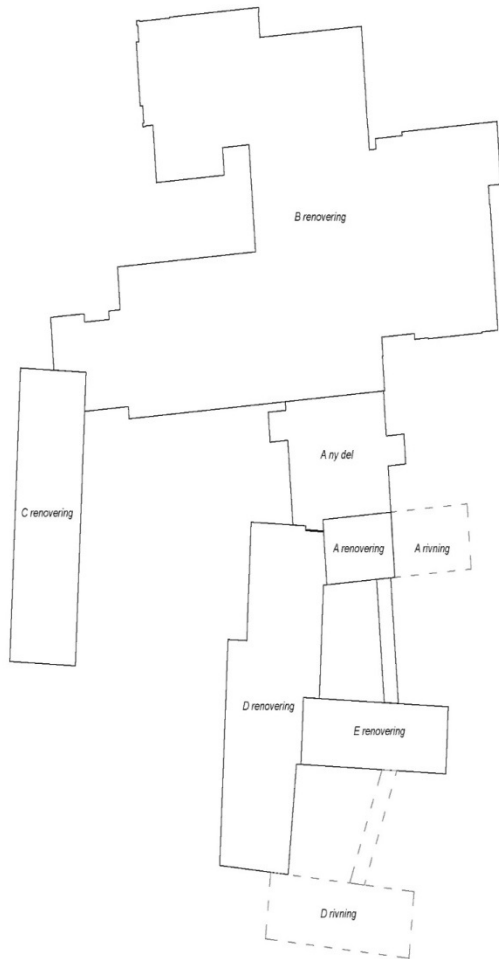 B renovering
A ny del
C renovering
A renovering
A rivning
D renovering
E renovering
D rivning